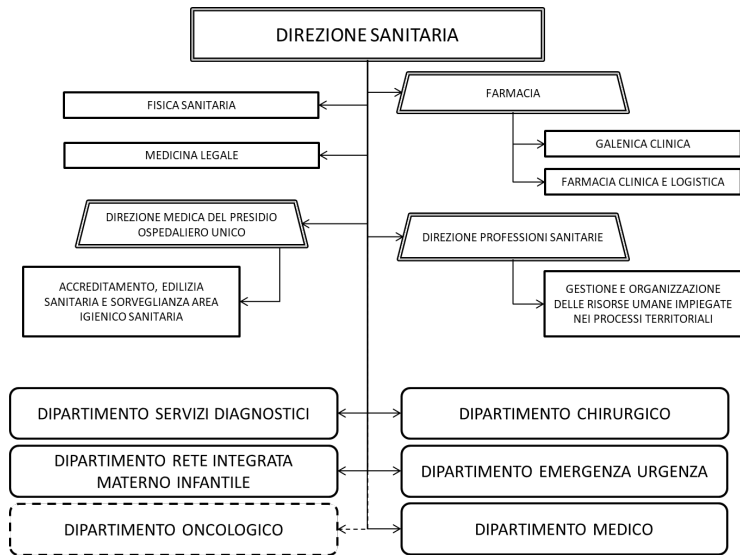 DIREZIONE SANITARIA
FARMACIA
FISICA SANITARIA
GALENICA CLINICA
MEDICINA LEGALE
FARMACIA CLINICA E LOGISTICA
DIREZIONE MEDICA DEL PRESIDIO
OSPEDALIERO UNICO
DIREZIONE PROFESSIONI SANITARIE
ACCREDITAMENTO, EDILIZIA
SANITARIA E SORVEGLIANZA AREA
IGIENICO SANITARIA
GESTIONE E ORGANIZZAZIONE
DELLE RISORSE UMANE IMPIEGATE
NEI PROCESSI TERRITORIALI
DIPARTIMENTO SERVIZI DIAGNOSTICI
DIPARTIMENTO CHIRURGICO
DIPARTIMENTO RETE INTEGRATA
MATERNO INFANTILE
DIPARTIMENTO EMERGENZA URGENZA
DIPARTIMENTO ONCOLOGICO
DIPARTIMENTO MEDICO